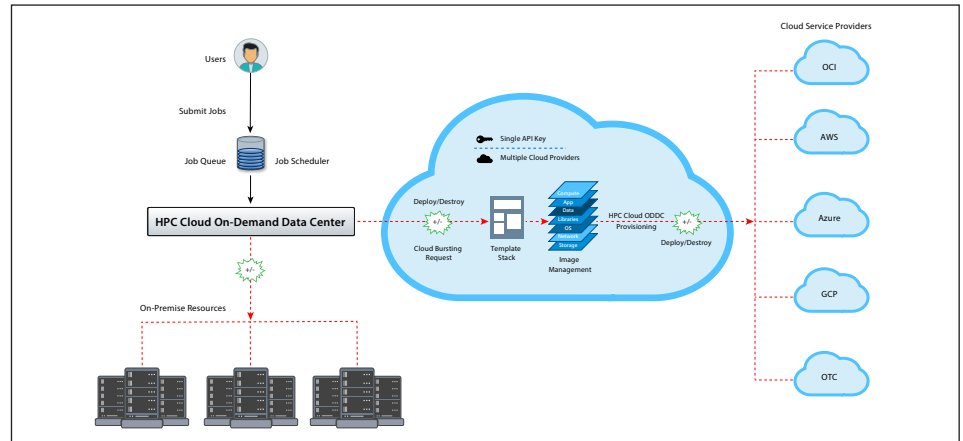 Cloud Service Providers
Users
Submit Jobs
Job Queue
Job Scheduler
HPC Cloud On-Demand Data Center
+/-
On-Premise Resources
Single API Key
Multiple Cloud Providers
Deploy/Destroy
+/-
Cloud Bursting
Request
Template
Stack
Compute
App
Data
Libraries
OS
Network
Storage
Image
Management
HPC Cloud ODDC
Provisioning
+/-
Deploy/Destroy
OCI
AWS
Azure
GCP
OTC